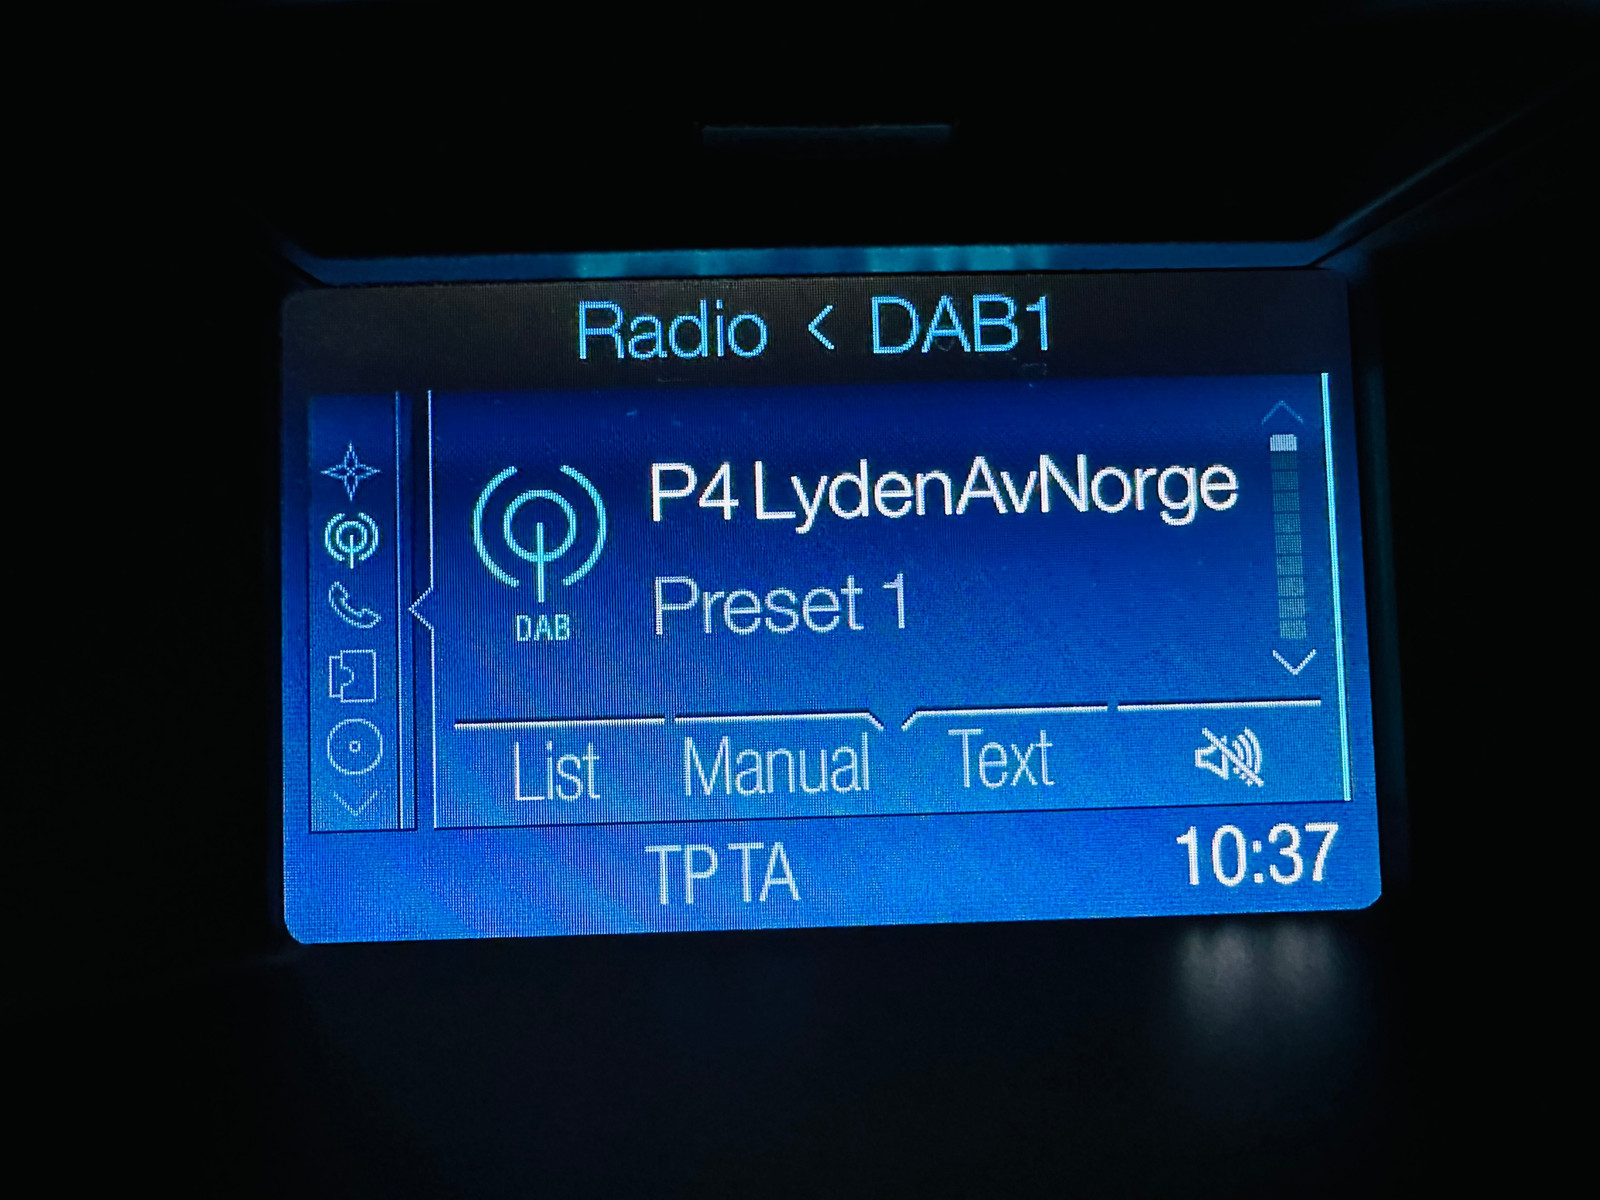 Radio < DAB1
P4 LydenAvNorge
DAB
Preset 1
List Manual Text
TP TA
10:37